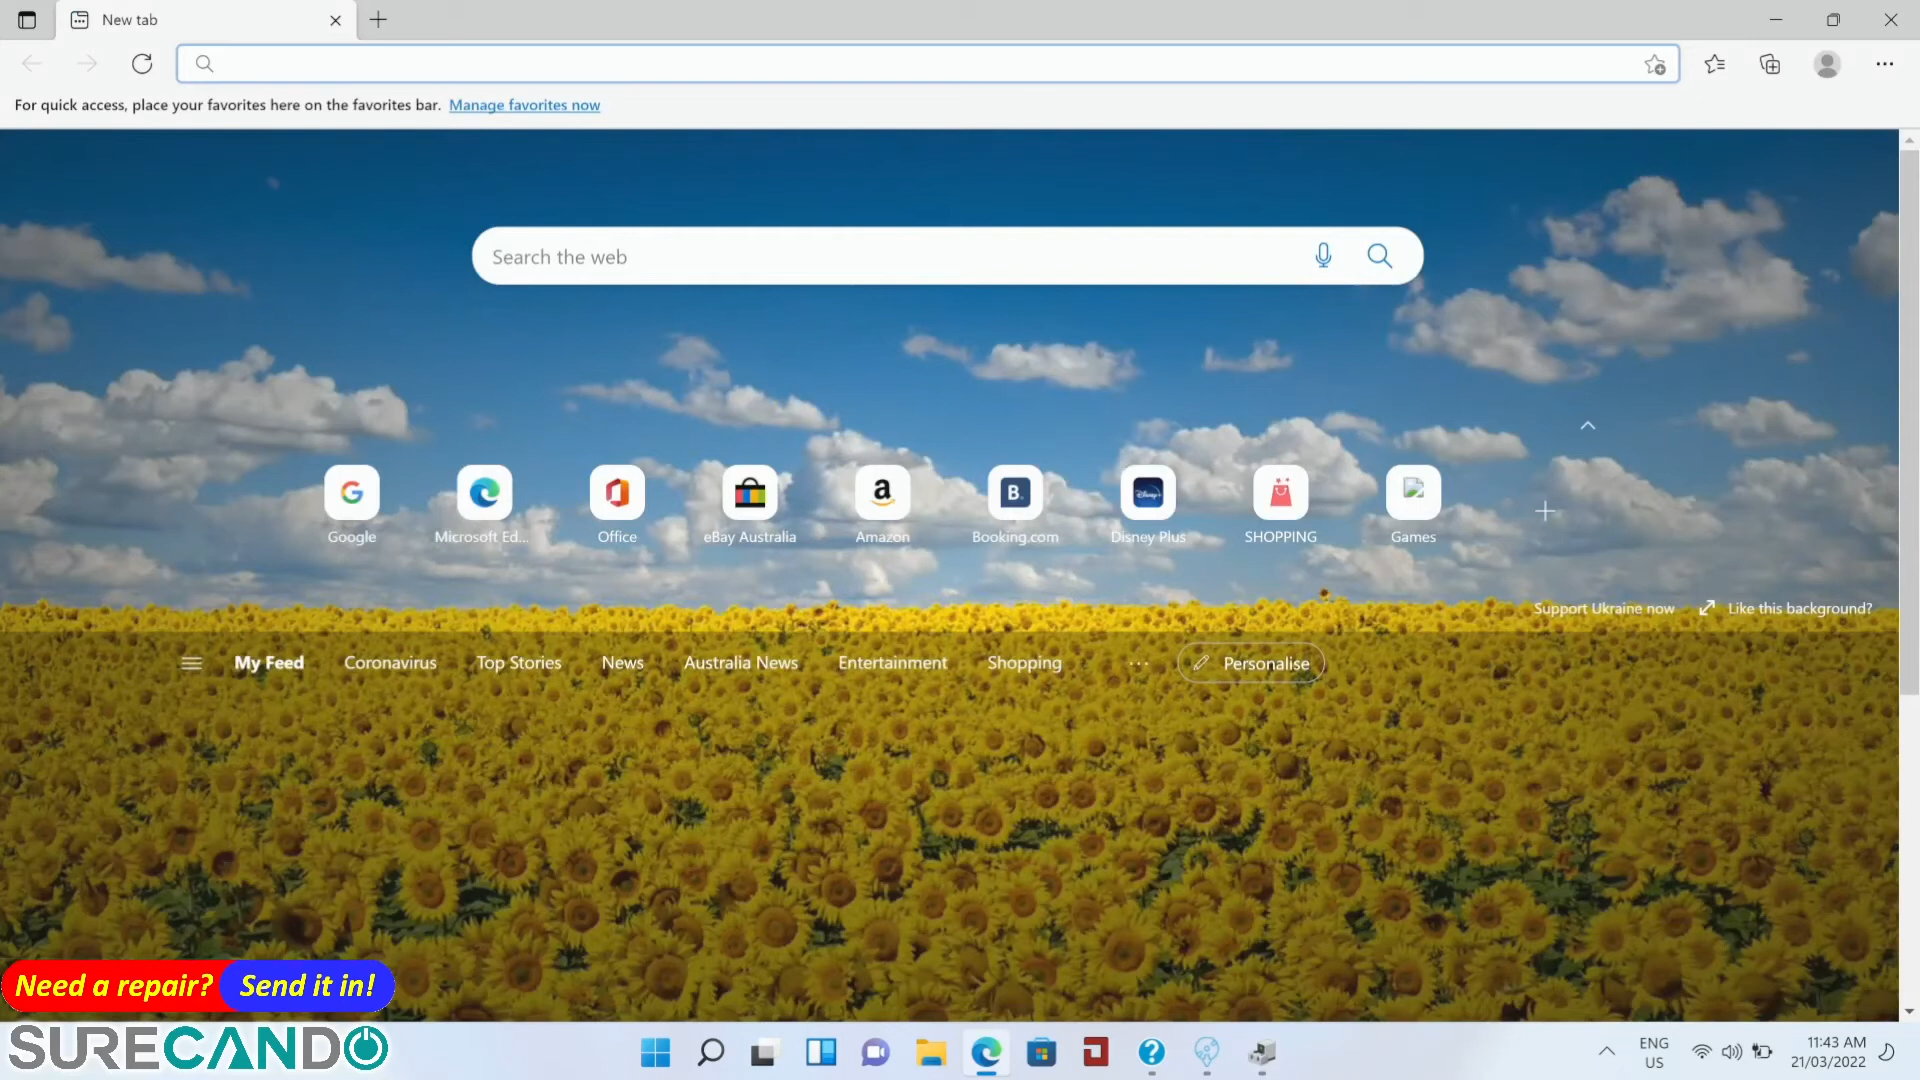 New tab
For quick access, place your favorites here on the favorites bar. Manage favorites now
Search the web
Google
Microsoft Ed...
Office
eBay Australia
Amazon
Booking.com
Disney Plus
SHOPPING
Games
Support Ukraine now
Like this background?
My Feed
Coronavirus
Top Stories
News
Australia News
Entertainment
Shopping
...
Personalise
Need a repair? Send it in!
SURECANDO
ENG
US
11:43 AM
21/03/2022